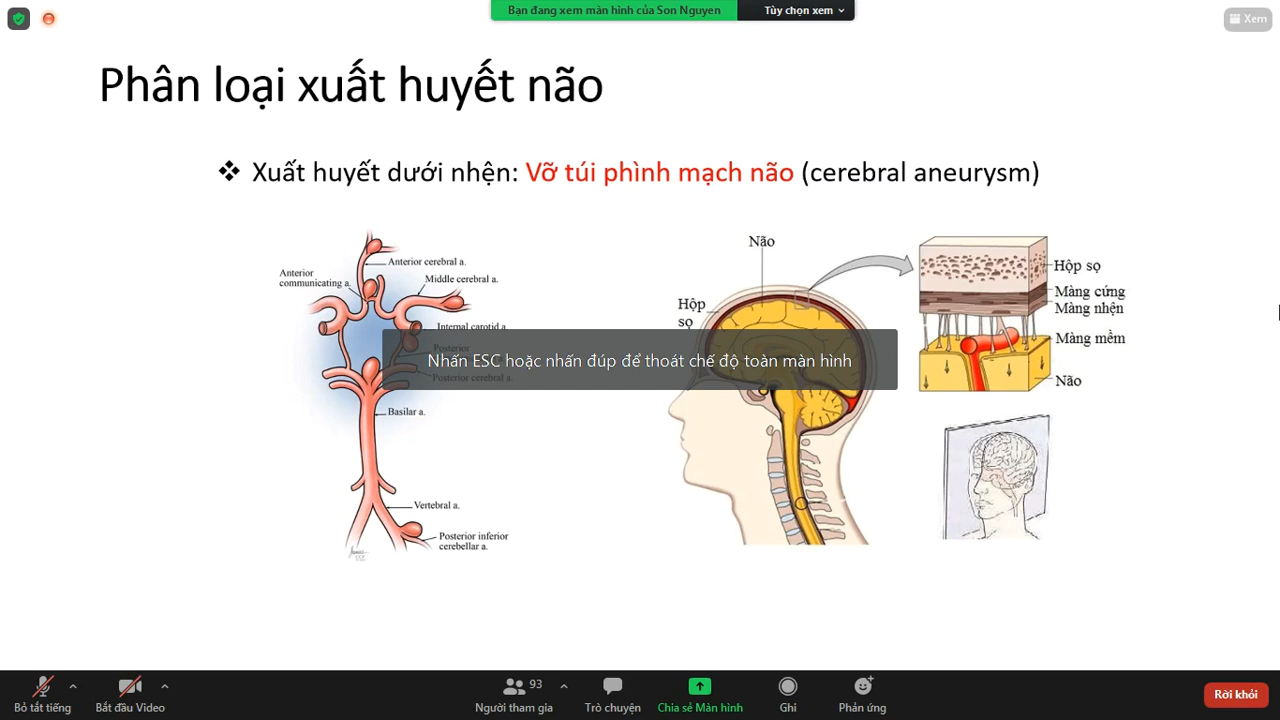 Bạn đang xem màn hình của Son Nguyen
Tùy chọn xem
Xem
Phân loại xuất huyết não
❖ Xuất huyết dưới nhện: Vỡ túi phình mạch não (cerebral aneurysm)
Anterior cerebral a.
Anterior
communicating a.
Middle cerebral a.
Internal carotid a.
Posterior
Posterior cerebral a.
Basilar a.
Vertebral a.
Posterior inferior
cerebellar a.
Não
Hộp
sọ
Hộp sọ
Màng cứng
Màng nhện
Màng mềm
Não
Nhấn ESC hoặc nhấn đúp để thoát chế độ toàn màn hình
Bỏ tắt tiếng
Bắt đầu Video
93
Người tham gia
Trò chuyện
Chia sẻ Màn hình
Ghi
Phản ứng
Rời khỏi